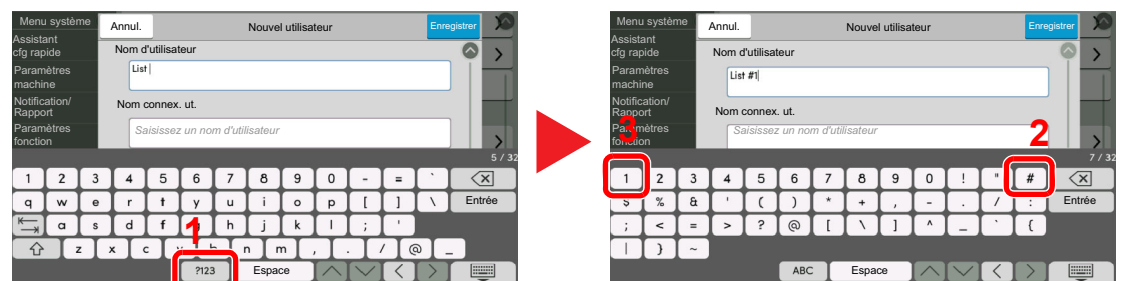 Menu système
Annul.
Nouvel utilisateur
Enregistrer
Assistant
cfg rapide
Nom d'utilisateur
Paramètres
machine
List
Notification/
Rapport
Nom connex. ut.
Paramètres
fonction
Saisissez un nom d'utilisateur
5 / 32
1 2 3 4 5 6 7 8 9 0 - = `
q w e r t y u i o p [ ] \ Entrée
a s d f g h j k l ; '
1
z x c v b n m , . / @ _
?123 Espace
Menu système
Annul.
Nouvel utilisateur
Enregistrer
Assistant
cfg rapide
Nom d'utilisateur
Paramètres
machine
List #1
Notification/
Rapport
Nom connex. ut.
Paramètres
fonction
Saisissez un nom d'utilisateur
3
2
7 / 32
1 2 3 4 5 6 7 8 9 0 ! " #
$ % & ' ( ) * + , - . / : Entrée
; < = > ? @ [ \ ] ^ _ ` {
| } ~
ABC Espace